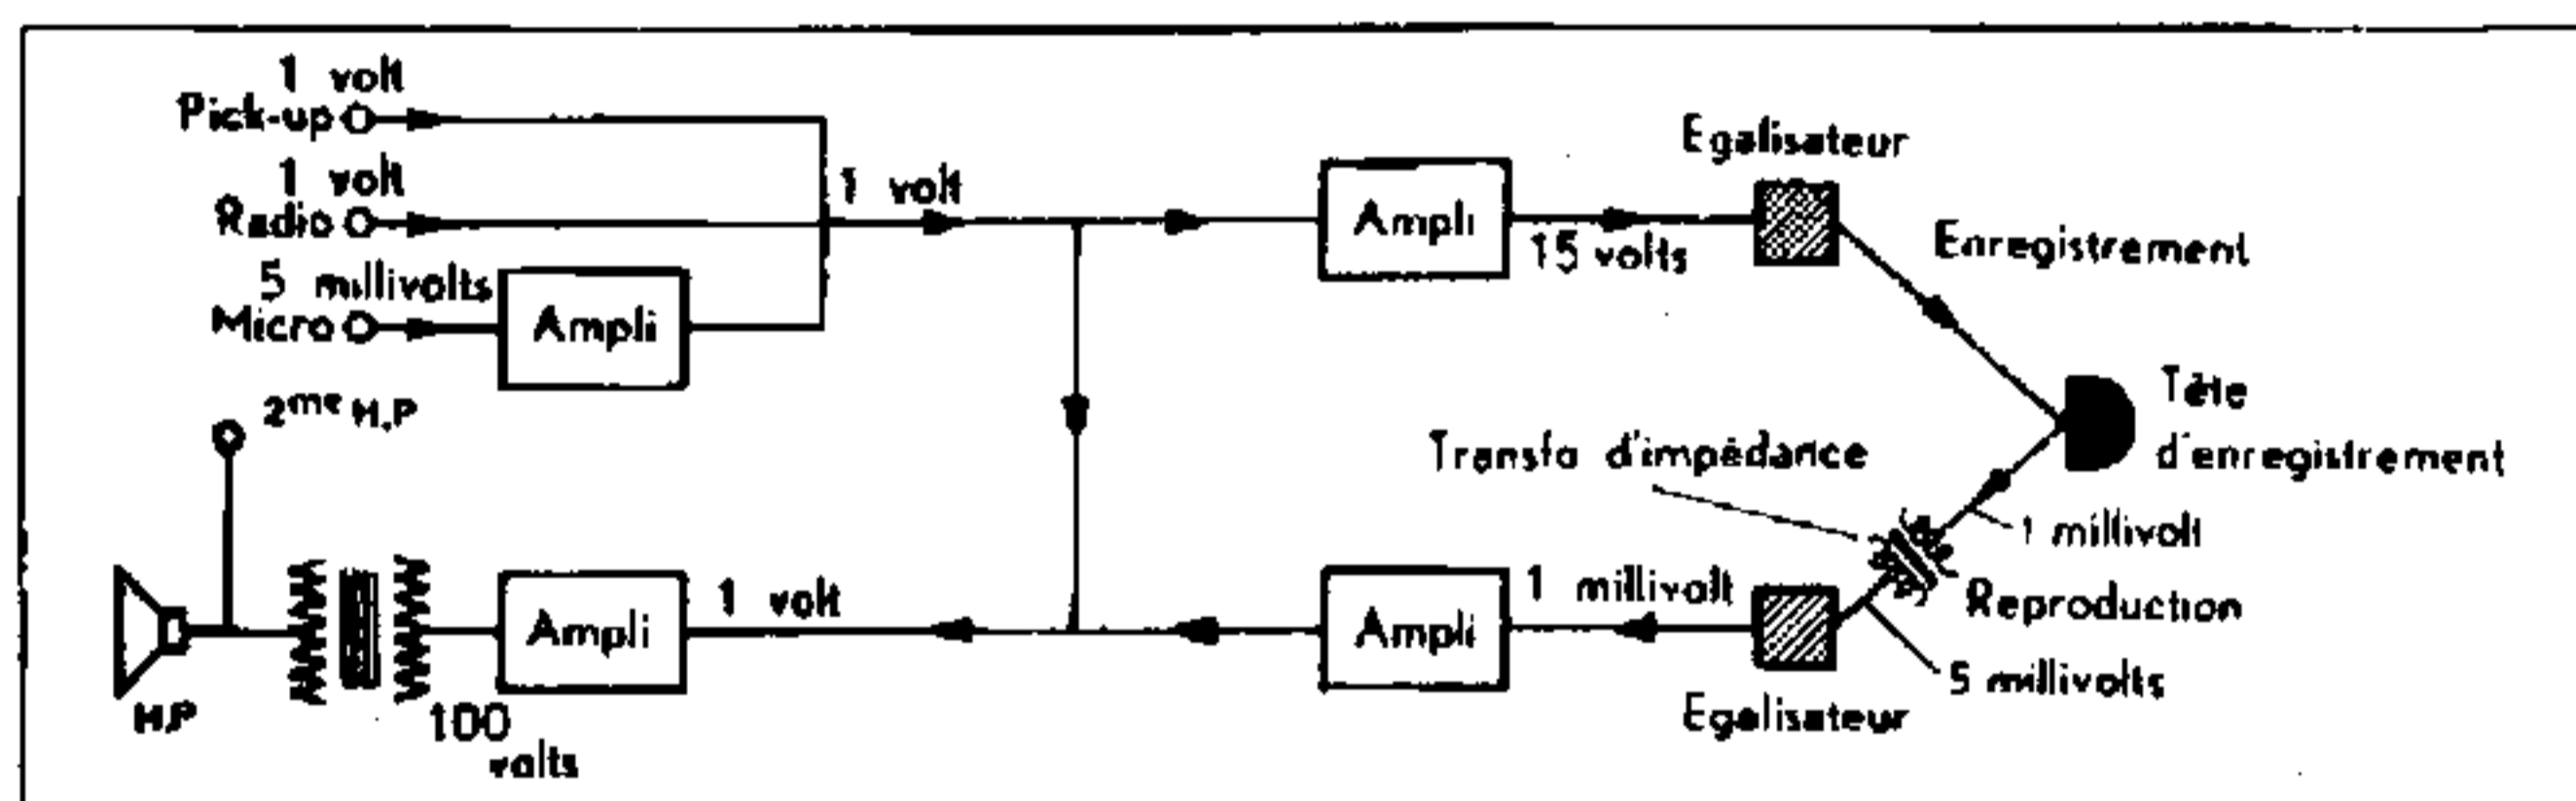 1 volt
Pick-up
1 volt
Radio
5 millivolts
Micro
Ampli
1 volt
Ampli
15 volts
Egalisateur
Enregistrement
Tête
d'enregistrement
2me H.P
Transfo d'impédance
1 millivolt
Reproduction
5 millivolts
Egalisateur
1 millivolt
Ampli
1 volt
Ampli
100
volts
H.P